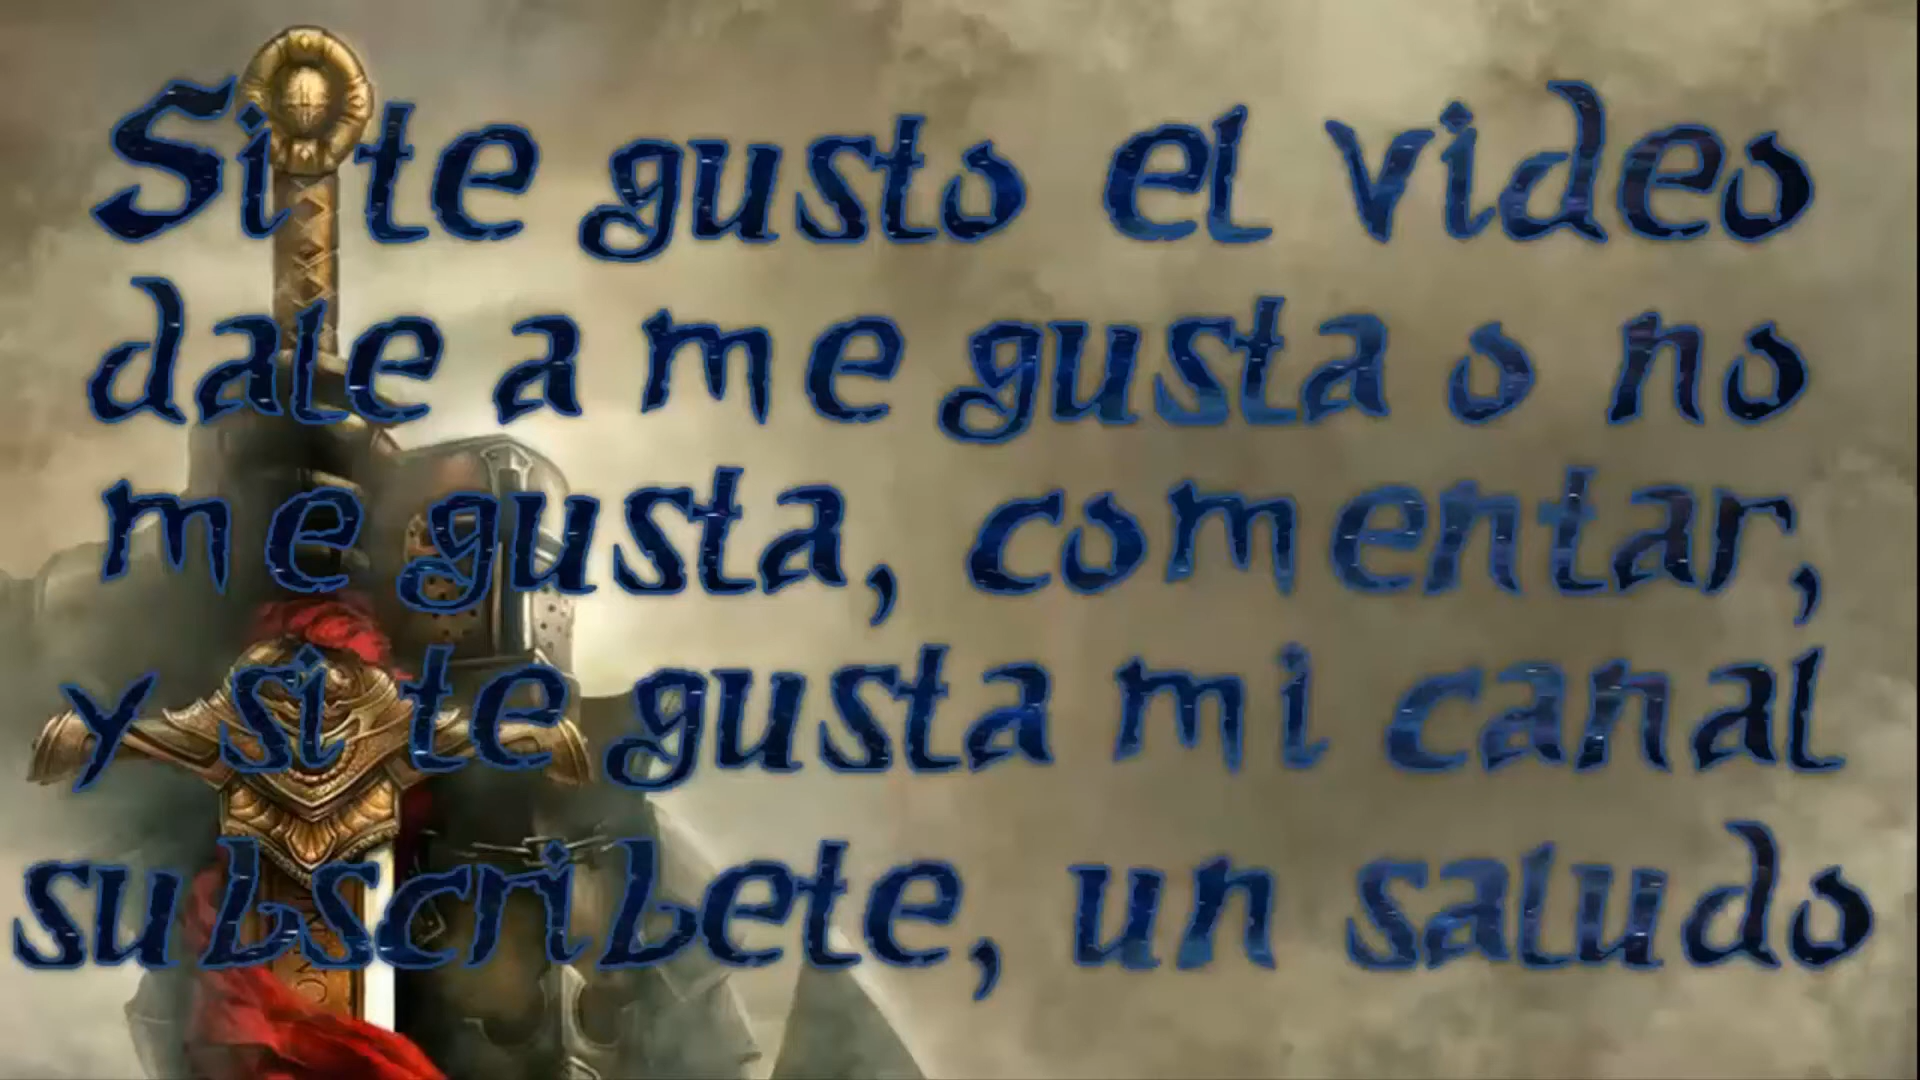 Si te gusto el video
dale a me gusta o no
me gusta, comentar,
y si te gusta mi canal
subscribete, un saludo